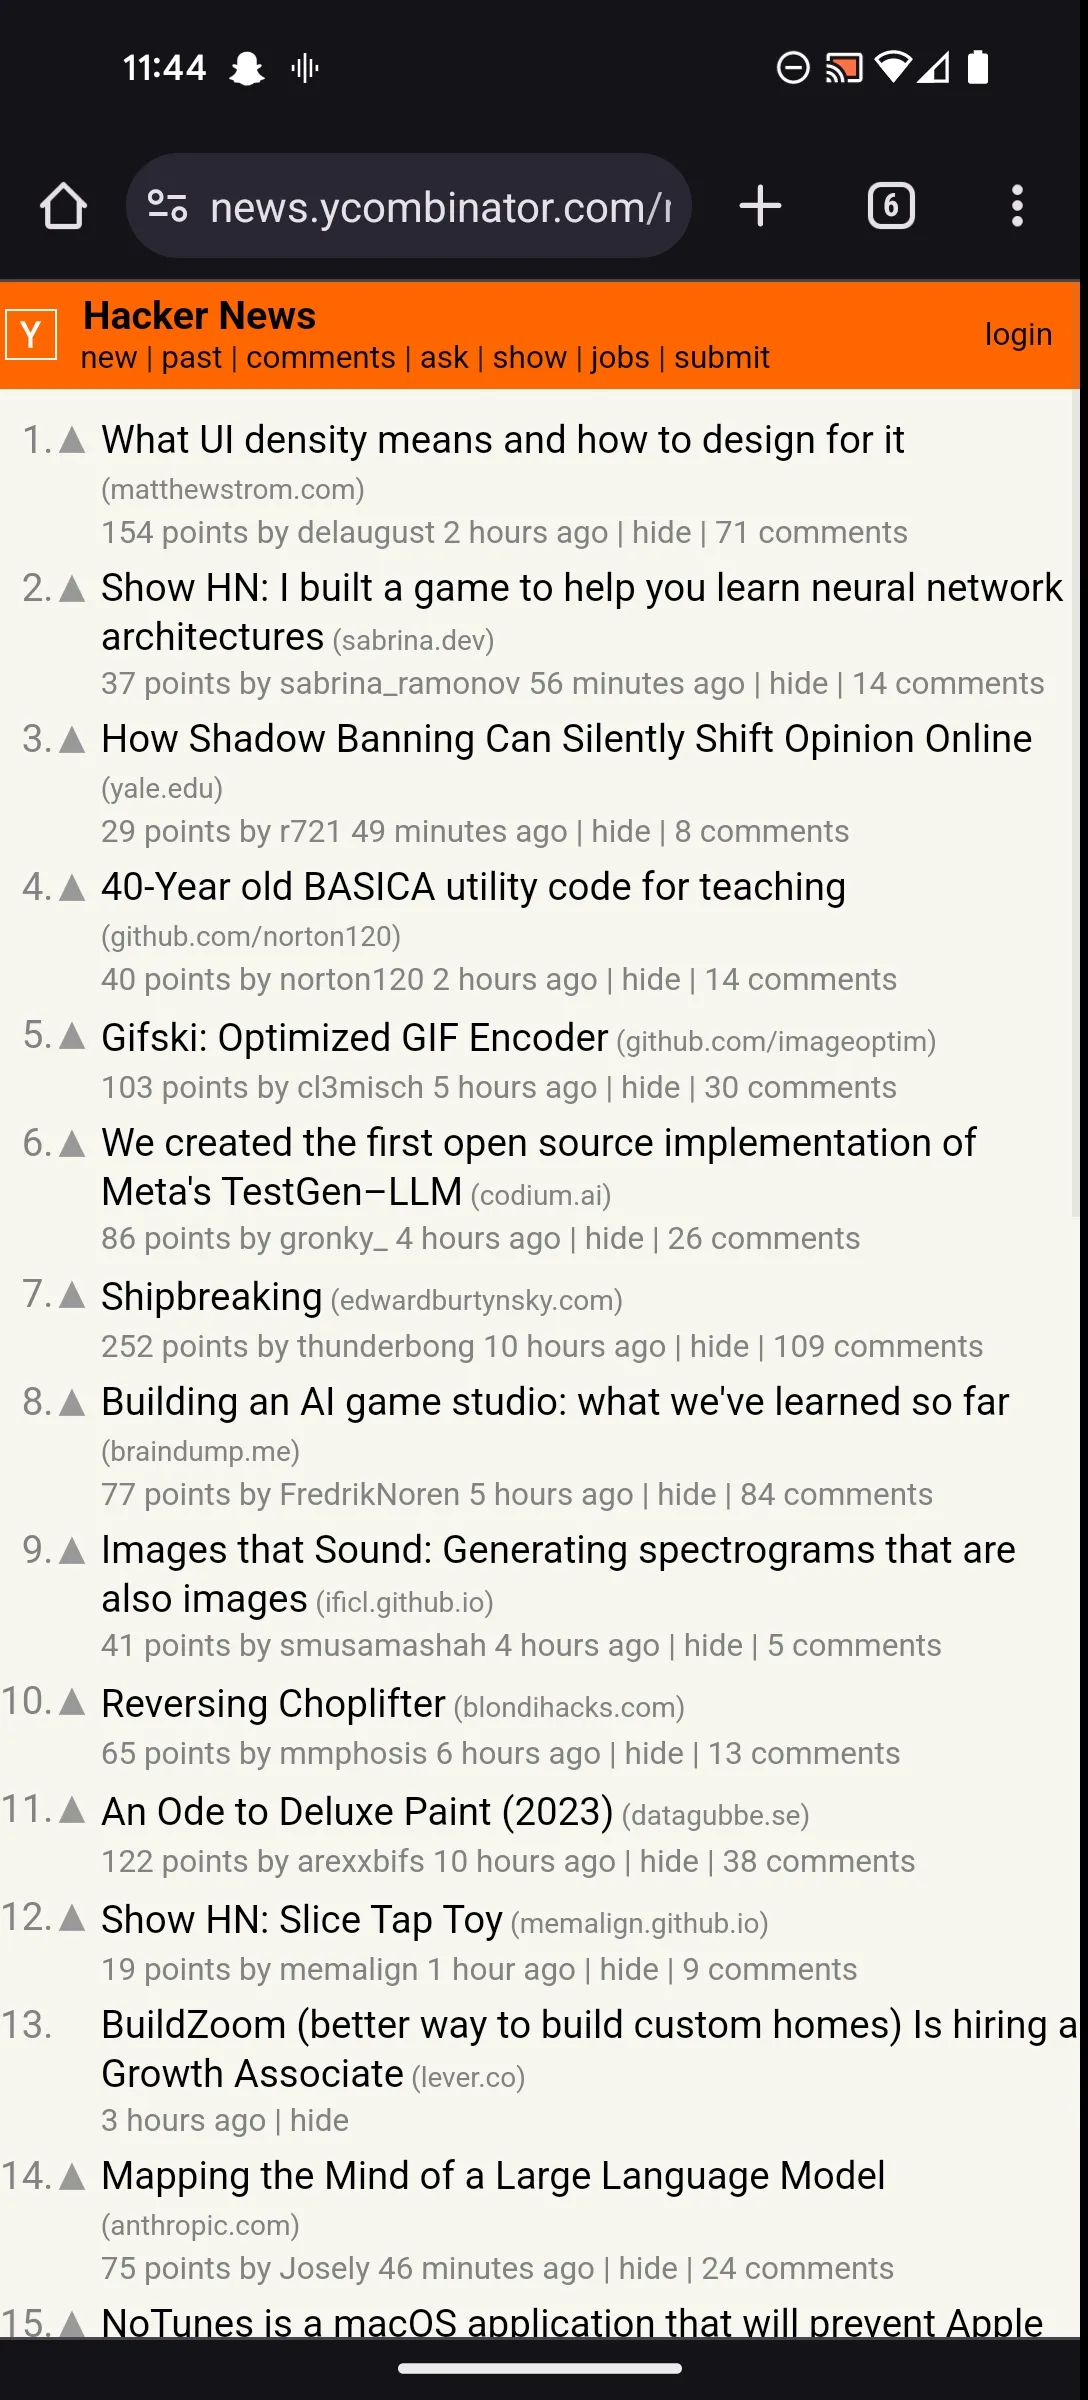 11:44
news.ycombinator.com/
6
Y
Hacker News
new | past | comments | ask | show | jobs | submit
login
1. What UI density means and how to design for it
(matthewstrom.com)
154 points by delaugust 2 hours ago | hide | 71 comments
2. Show HN: I built a game to help you learn neural network
architectures (sabrina.dev)
37 points by sabrina_ramonov 56 minutes ago | hide | 14 comments
3. How Shadow Banning Can Silently Shift Opinion Online
(yale.edu)
29 points by r721 49 minutes ago | hide | 8 comments
4. 40-Year old BASICA utility code for teaching
(github.com/norton120)
40 points by norton120 2 hours ago | hide | 14 comments
5. Gifski: Optimized GIF Encoder (github.com/imageoptim)
103 points by cl3misch 5 hours ago | hide | 30 comments
6. We created the first open source implementation of
Meta's TestGen–LLM (codium.ai)
86 points by gronky_ 4 hours ago | hide | 26 comments
7. Shipbreaking (edwardburtynsky.com)
252 points by thunderbong 10 hours ago | hide | 109 comments
8. Building an AI game studio: what we've learned so far
(braindump.me)
77 points by FredrikNoren 5 hours ago | hide | 84 comments
9. Images that Sound: Generating spectrograms that are
also images (ificl.github.io)
41 points by smusamashah 4 hours ago | hide | 5 comments
10. Reversing Choplifter (blondihacks.com)
65 points by mmphosis 6 hours ago | hide | 13 comments
11. An Ode to Deluxe Paint (2023) (datagubbe.se)
122 points by arexxbifs 10 hours ago | hide | 38 comments
12. Show HN: Slice Tap Toy (memalign.github.io)
19 points by memalign 1 hour ago | hide | 9 comments
13. BuildZoom (better way to build custom homes) Is hiring a
Growth Associate (lever.co)
3 hours ago | hide
14. Mapping the Mind of a Large Language Model
(anthropic.com)
75 points by Josely 46 minutes ago | hide | 24 comments
15. NoTunes is a macOS application that will prevent Apple